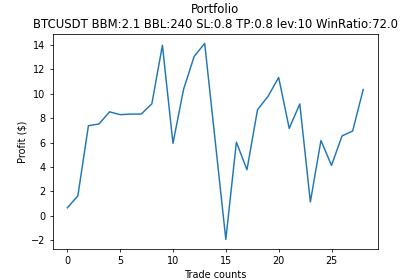 Portfolio
BTCUSDT BBM:2.1 BBL:240 SL:0.8 TP:0.8 lev:10 WinRatio:72.0
14
12
10
8
6
4
2
0
−2
Profit ($)
0 5 10 15 20 25
Trade counts